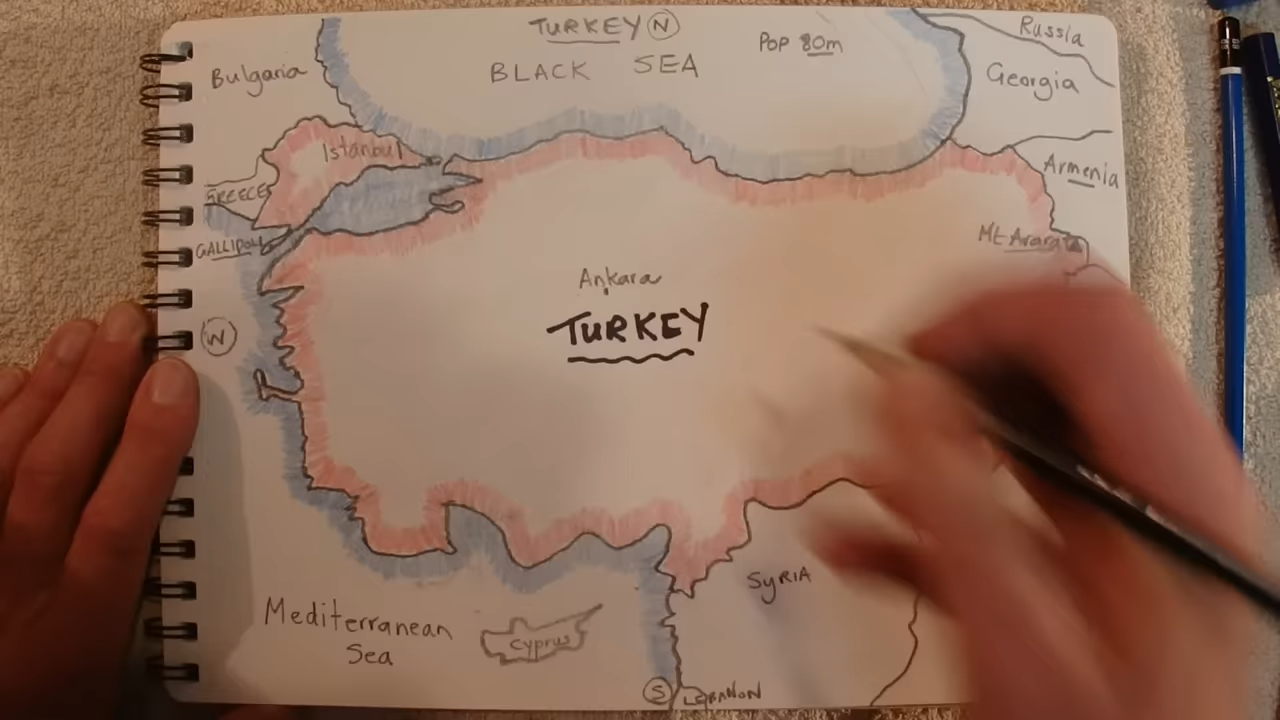 TURKEY N
Pop 80m
Russia
BLACK SEA
Bulgaria
Georgia
Istanbul
Armenia
GREECE
GALLIPOLI
Mt Ararat
Ankara
TURKEY
W
SYRIA
Mediterranean
Sea
Cyprus
S
LEBANON